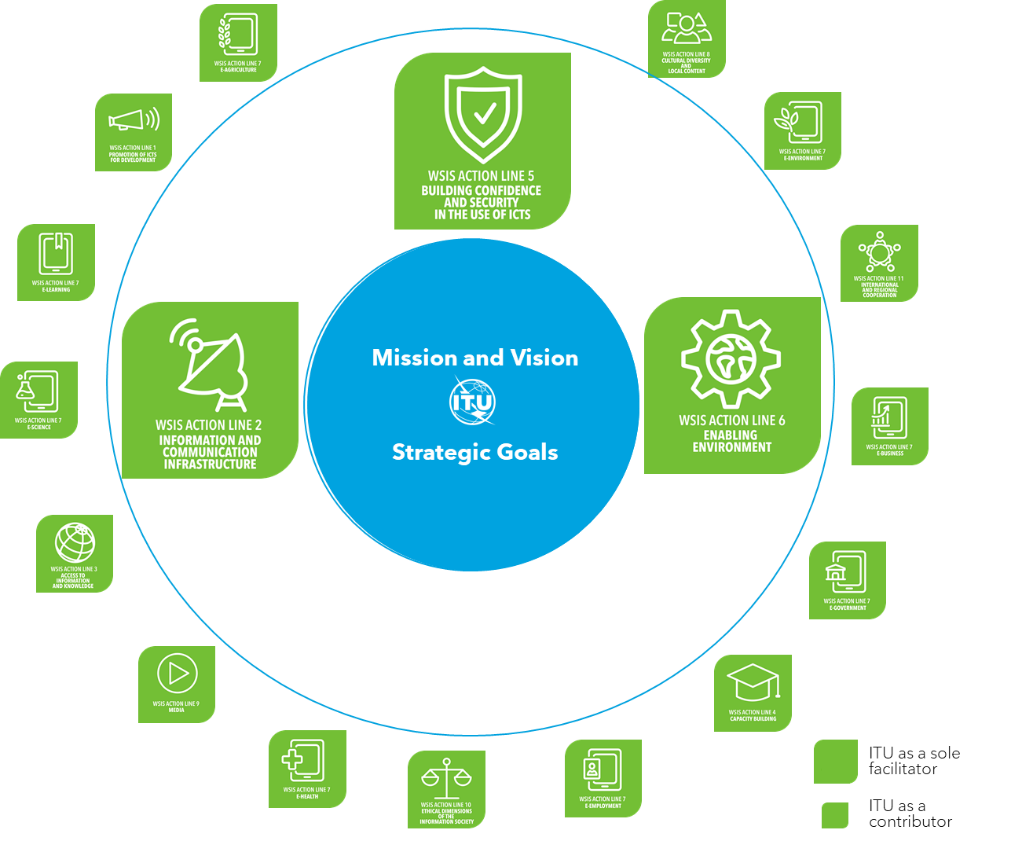 WSIS ACTION LINE 7
E-AGRICULTURE
WSIS ACTION LINE 8
CULTURAL DIVERSITY
AND
LOCAL CONTENT
WSIS ACTION LINE 1
PROMOTION OF ICTS
FOR DEVELOPMENT
WSIS ACTION LINE 5
BUILDING CONFIDENCE
AND SECURITY
IN THE USE OF ICTS
WSIS ACTION LINE 7
E-ENVIRONMENT
WSIS ACTION LINE 7
E-LEARNING
WSIS ACTION LINE 11
INTERNATIONAL
AND REGIONAL
COOPERATION
WSIS ACTION LINE 2
INFORMATION AND
COMMUNICATION
INFRASTRUCTURE
Mission and Vision
ITU
Strategic Goals
WSIS ACTION LINE 6
ENABLING
ENVIRONMENT
WSIS ACTION LINE 7
E-SCIENCE
WSIS ACTION LINE 7
E-BUSINESS
WSIS ACTION LINE 3
ACCESS TO
INFORMATION
AND KNOWLEDGE
WSIS ACTION LINE 7
E-GOVERNMENT
WSIS ACTION LINE 9
MEDIA
WSIS ACTION LINE 4
CAPACITY BUILDING
WSIS ACTION LINE 7
E-HEALTH
WSIS ACTION LINE 10
ETHICAL DIMENSIONS
OF THE
INFORMATION SOCIETY
WSIS ACTION LINE 7
E-EMPLOYMENT
ITU as a sole
facilitator
ITU as a
contributor